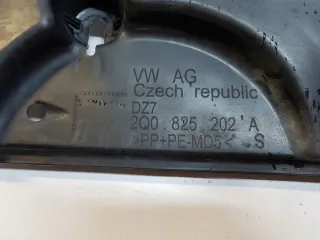 VW AG
Czech republic
DZ7
2Q0.825.202 A
>PP+PE-MD5< S